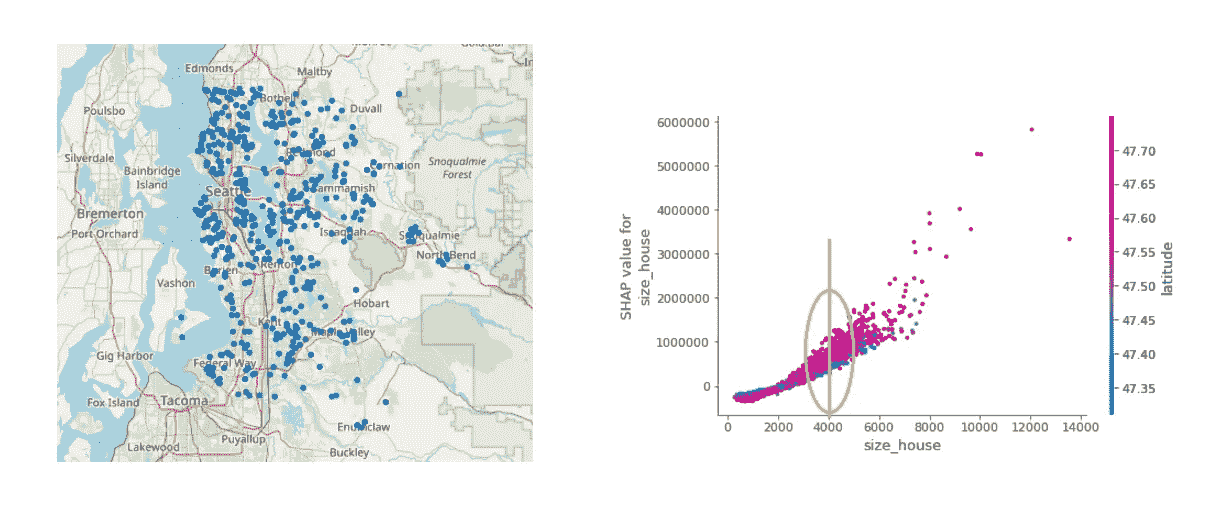 Edmonds
Maltby
Bothell
Poulsbo
Duvall
Silverdale
Redmond
rnation
Snoqualmie
Forest
Bainbridge
Island
Seattle
ammamish
Bremerton
Port Orchard
Issaquah
Snoqualmie
North Bend
Burien
Renton
Vashon
Hobart
Kent
Maple Valley
Gig Harbor
Federal Way
Fox Island
Tacoma
Enumclaw
Puyallup
Lakewood
Buckley
6000000
5000000
4000000
3000000
2000000
1000000
0
SHAP value for
size_house
0 2000 4000 6000 8000 10000 12000 14000
size_house
47.70
47.65
47.60
47.55
47.50
47.45
47.40
47.35
latitude